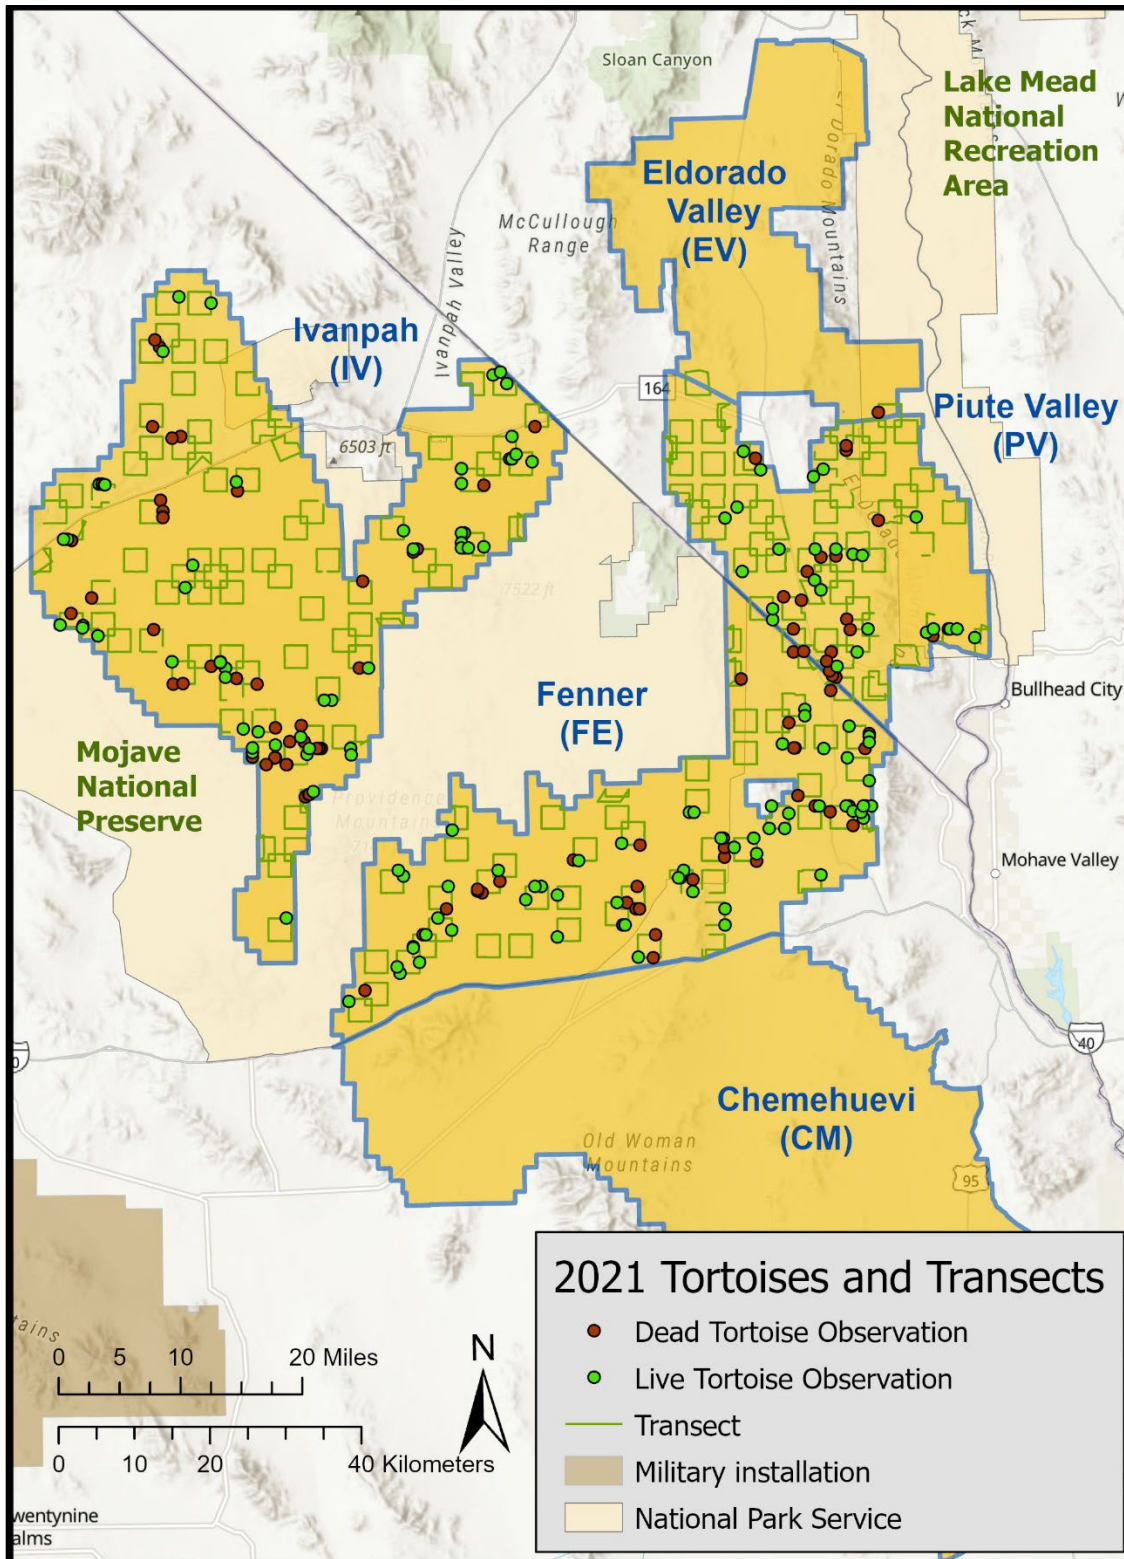 Sloan Canyon
Lake Mead
National
Recreation
Area
Eldorado
Valley
(EV)
McCullough
Range
Ivanpah Valley
Mountains
Ivanpah
(IV)
164
Piute Valley
(PV)
6503 ft
7522 ft
Fenner
(FE)
Bullhead City
Mojave
National
Preserve
Providence
Mohave Valley
40
Chemehuevi
(CM)
Old Woman
Mountains
95
tains
wentynine
alms
0 5 10 20 Miles
0 10 20 40 Kilometers
N
2021 Tortoises and Transects
Dead Tortoise Observation
Live Tortoise Observation
Transect
Military installation
National Park Service